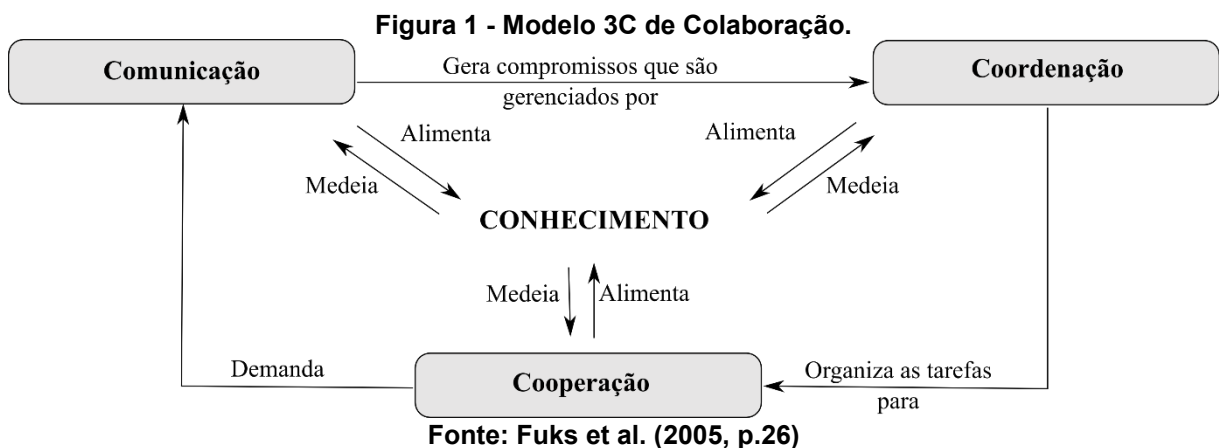 Figura 1 - Modelo 3C de Colaboração.
Comunicação
Gera compromissos que são
gerenciados por
Coordenação
Alimenta
Medeia
Alimenta
Medeia
CONHECIMENTO
Medeia
Alimenta
Demanda
Cooperação
Organiza as tarefas
para
Fonte: Fuks et al. (2005, p.26)